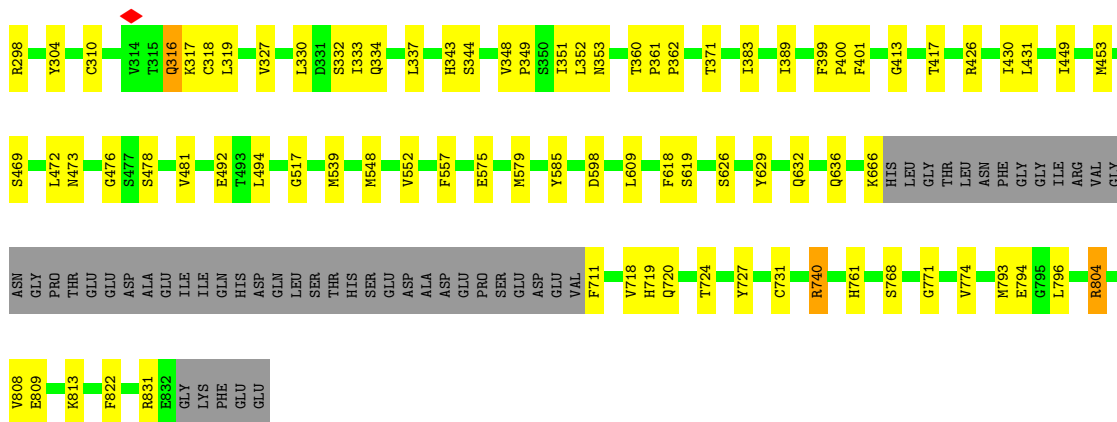 R298 Y304 C310 V314 T315 Q316 K317 C318 L319 V327 L330 D331 S332 I333 Q334 L337 H343 S344 V348 P349 S350 I351 L352 N353 T360 P361 P362 T371 I383 I389 F399 P400 F401 G413 T417 R426 I430 L431 I449 M453
S469 L472 N473 G476 S477 S478 V481 E492 T493 L494 G517 M539 M548 V552 F557 E575 M579 Y585 D598 L609 F618 S619 S626 Y629 Q632 Q636 K666 HIS LEU GLY THR LEU ASN PHE GLY GLY ILE ARG VAL GLY
ASN GLY PRO THR GLU GLU ASP ALA GLU ILE ILE GLN HIS ASP GLN LEU SER THR HIS SER GLU ASP ALA ASP GLU PRO SER GLU ASP GLU VAL F711 V718 H719 Q720 T724 Y727 C731 R740 H761 S768 G771 V774 M793 E794 G795 L796 R804
V808 E809 K813 F822 R831 E832 GLY LYS PHE GLU GLU